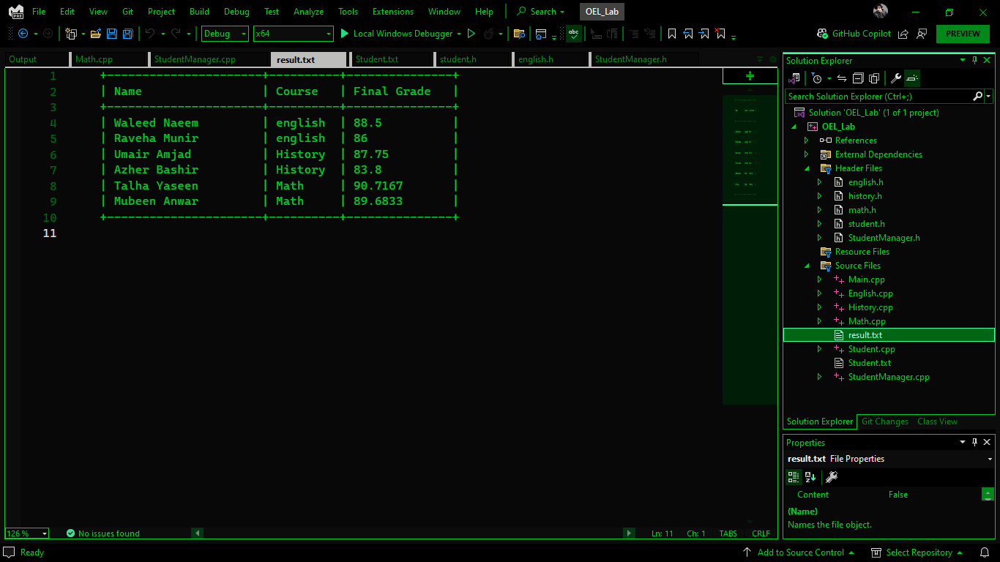 File Edit View Git Project Build Debug Test Analyze Tools Extensions Window Help Search OEL_Lab
PRE
Debug x64 Local Windows Debugger abc GitHub Copilot PREVIEW
Output Math.cpp StudentManager.cpp result.txt Student.txt student.h english.h StudentManager.h
1 +----------------------+----------+---------------+
2 | Name | Course | Final Grade |
3 +----------------------+----------+---------------+
4 | Waleed Naeem | english | 88.5 |
5 | Raveha Munir | english | 86 |
6 | Umair Amjad | History | 87.75 |
7 | Azher Bashir | History | 83.8 |
8 | Talha Yaseen | Math | 90.7167 |
9 | Mubeen Anwar | Math | 89.6833 |
10 +----------------------+----------+---------------+
11
126 % No issues found Ln: 11 Ch: 1 TABS CRLF
Solution Explorer
Search Solution Explorer (Ctrl+;)
Solution 'OEL_Lab' (1 of 1 project)
OEL_Lab
References
External Dependencies
Header Files
english.h
history.h
math.h
student.h
StudentManager.h
Resource Files
Source Files
Main.cpp
English.cpp
History.cpp
Math.cpp
result.txt
Student.cpp
Student.txt
StudentManager.cpp
Solution Explorer Git Changes Class View
Properties
result.txt File Properties
Content False
(Name)
Names the file object.
Ready Add to Source Control Select Repository